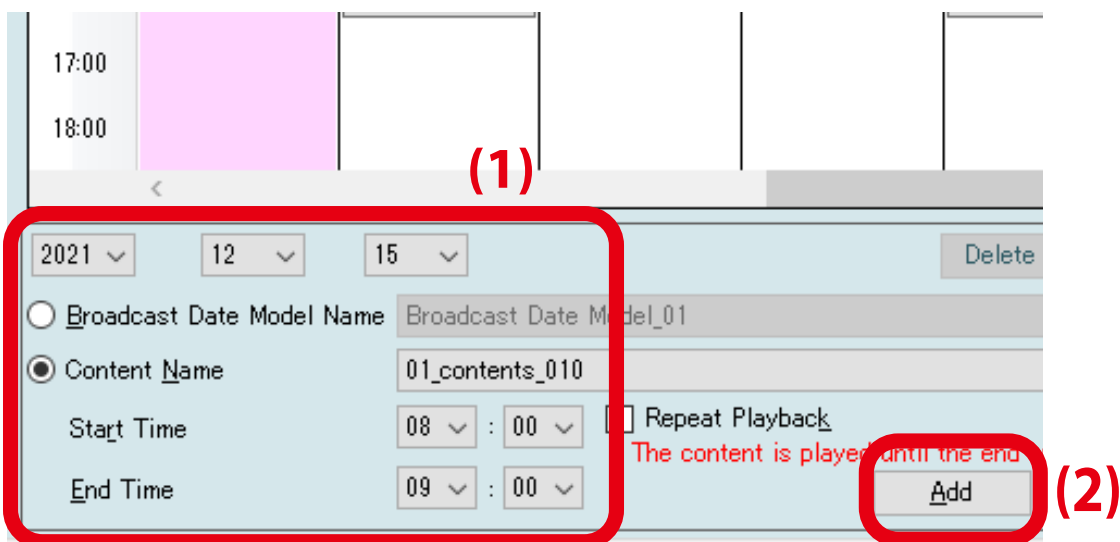 17:00
18:00
(1)
<
2021 12 15 Delete
Broadcast Date Model Name Broadcast Date Model_01
Content Name 01_contents_010
Start Time 08 : 00 Repeat Playback
The content is played until the end
End Time 09 : 00 Add (2)